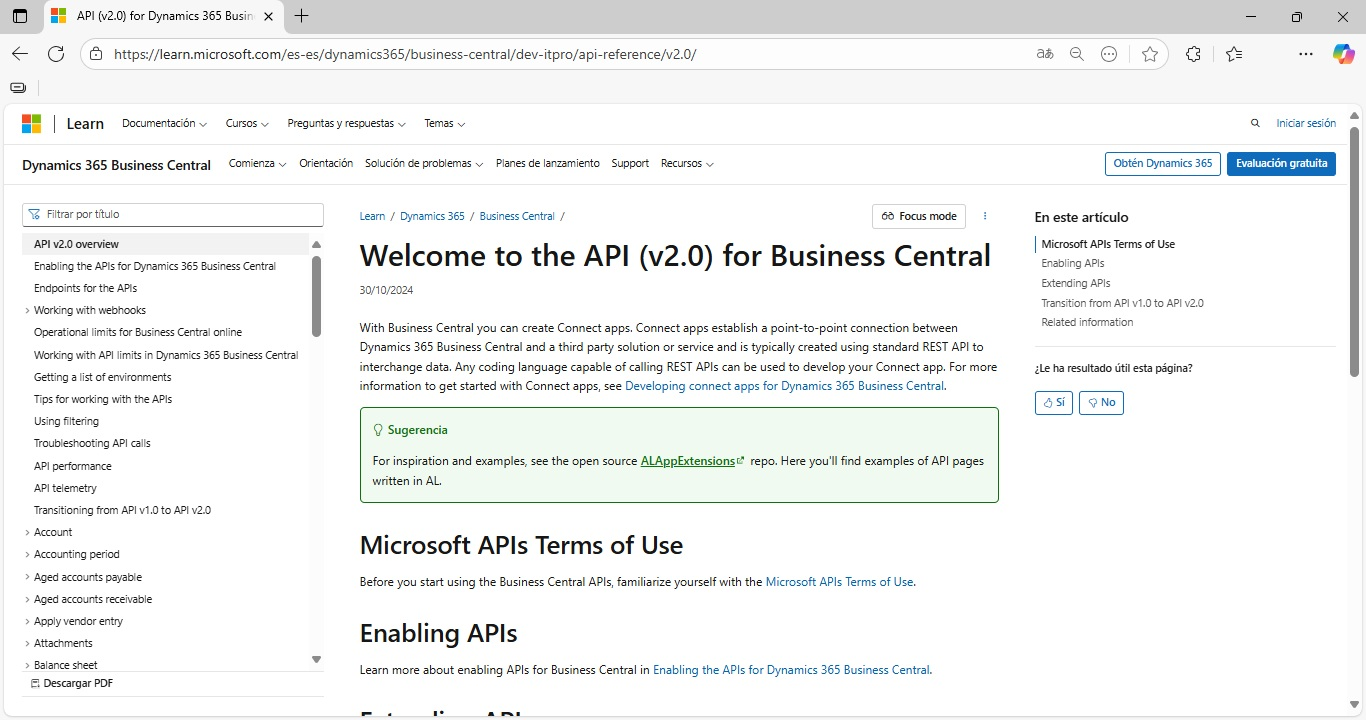 API (v2.0) for Dynamics 365 Busin
https://learn.microsoft.com/es-es/dynamics365/business-central/dev-itpro/api-reference/v2.0/
Learn Documentación Cursos Preguntas y respuestas Temas Iniciar sesión
Dynamics 365 Business Central Comienza Orientación Solución de problemas Planes de lanzamiento Support Recursos Obtén Dynamics 365 Evaluación gratuita
Filtrar por título
API v2.0 overview
Enabling the APIs for Dynamics 365 Business Central
Endpoints for the APIs
Working with webhooks
Operational limits for Business Central online
Working with API limits in Dynamics 365 Business Central
Getting a list of environments
Tips for working with the APIs
Using filtering
Troubleshooting API calls
API performance
API telemetry
Transitioning from API v1.0 to API v2.0
Account
Accounting period
Aged accounts payable
Aged accounts receivable
Apply vendor entry
Attachments
Balance sheet
Descargar PDF
Learn / Dynamics 365 / Business Central /
Focus mode
Welcome to the API (v2.0) for Business Central
30/10/2024
With Business Central you can create Connect apps. Connect apps establish a point-to-point connection between
Dynamics 365 Business Central and a third party solution or service and is typically created using standard REST API to
interchange data. Any coding language capable of calling REST APIs can be used to develop your Connect app. For more
information to get started with Connect apps, see Developing connect apps for Dynamics 365 Business Central.
Sugerencia
For inspiration and examples, see the open source ALAppExtensions repo. Here you'll find examples of API pages
written in AL.
Microsoft APIs Terms of Use
Before you start using the Business Central APIs, familiarize yourself with the Microsoft APIs Terms of Use.
Enabling APIs
Learn more about enabling APIs for Business Central in Enabling the APIs for Dynamics 365 Business Central.
En este artículo
Microsoft APIs Terms of Use
Enabling APIs
Extending APIs
Transition from API v1.0 to API v2.0
Related information
¿Le ha resultado útil esta página?
Sí No